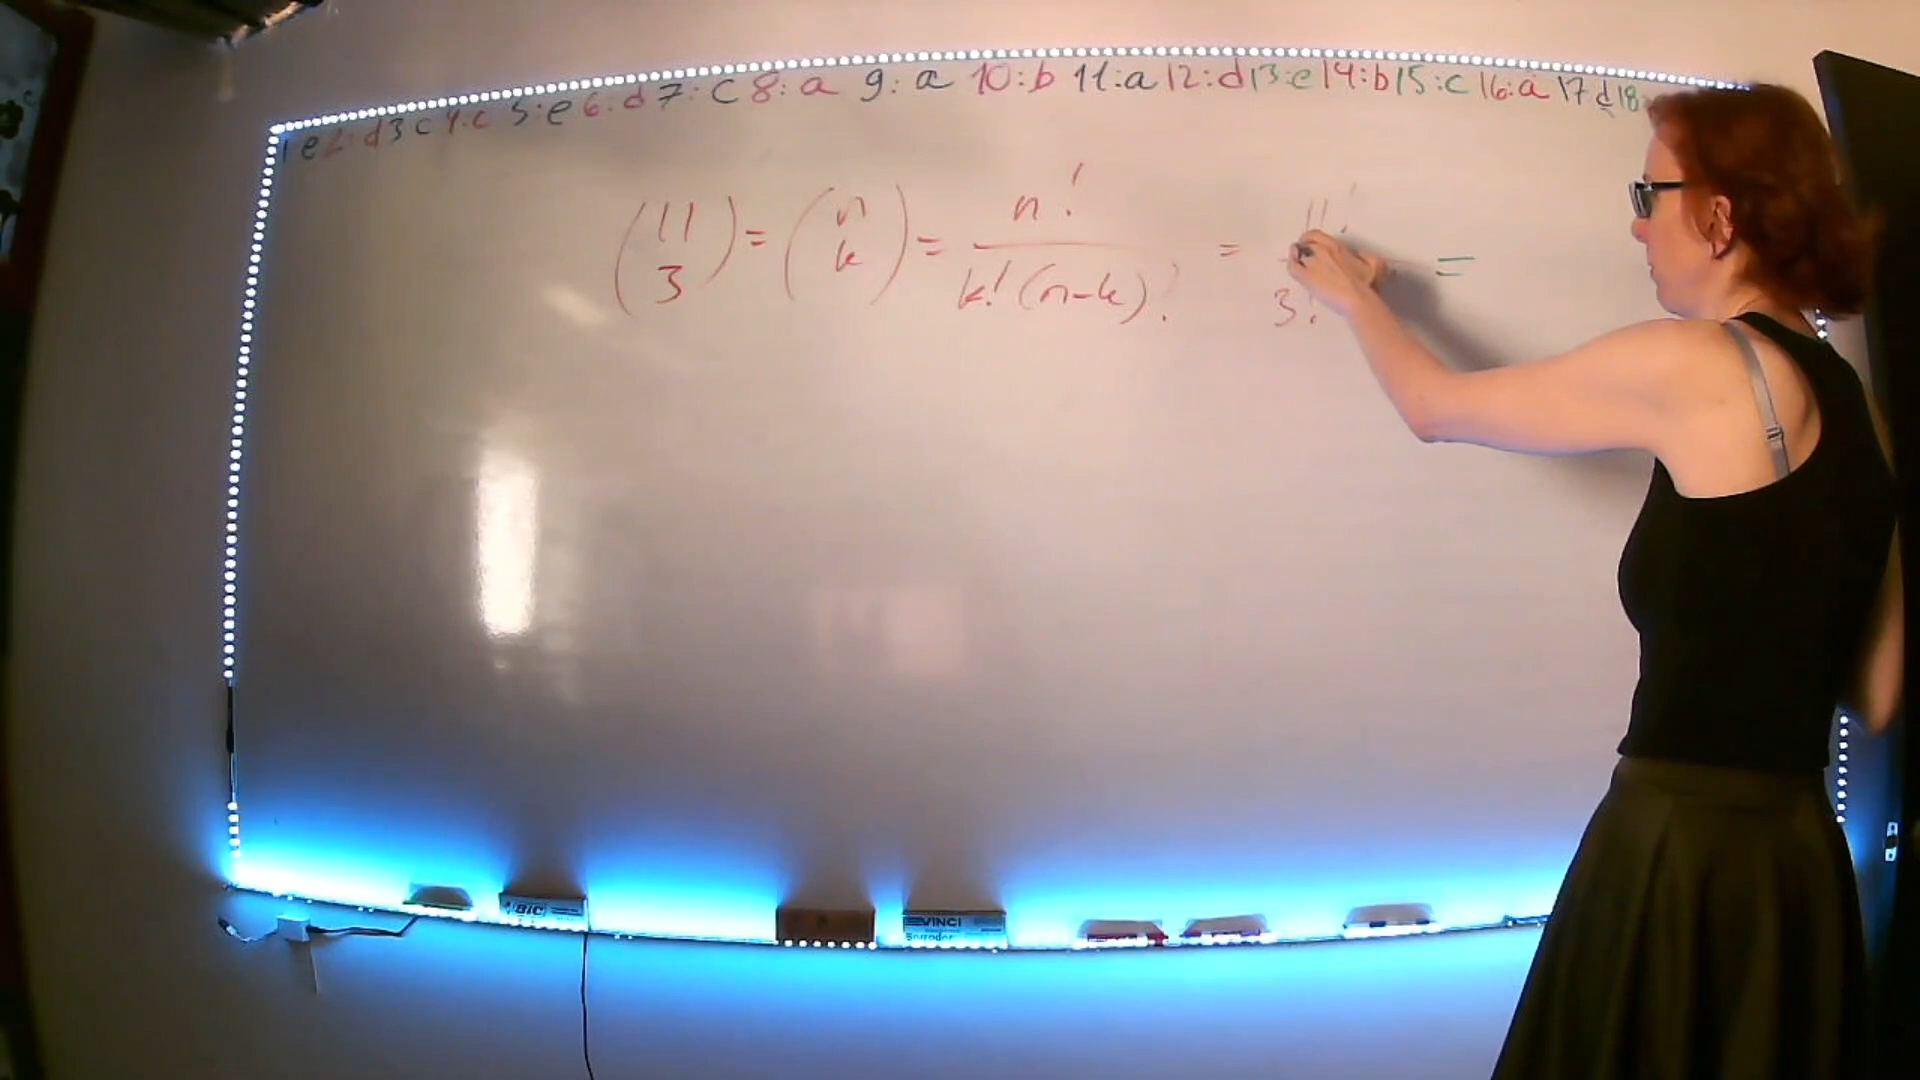 1 e 2: d 3 c 4: c 5: e 6: d 7: c 8: a 9: a 10: b 11: a 12: d 13: e 14: b 15: c 16: a 17 d 18
(11 3) = (n k) = n! / k! (n-k)! = 11! / 3! =
BIC
VINCI
Borrador